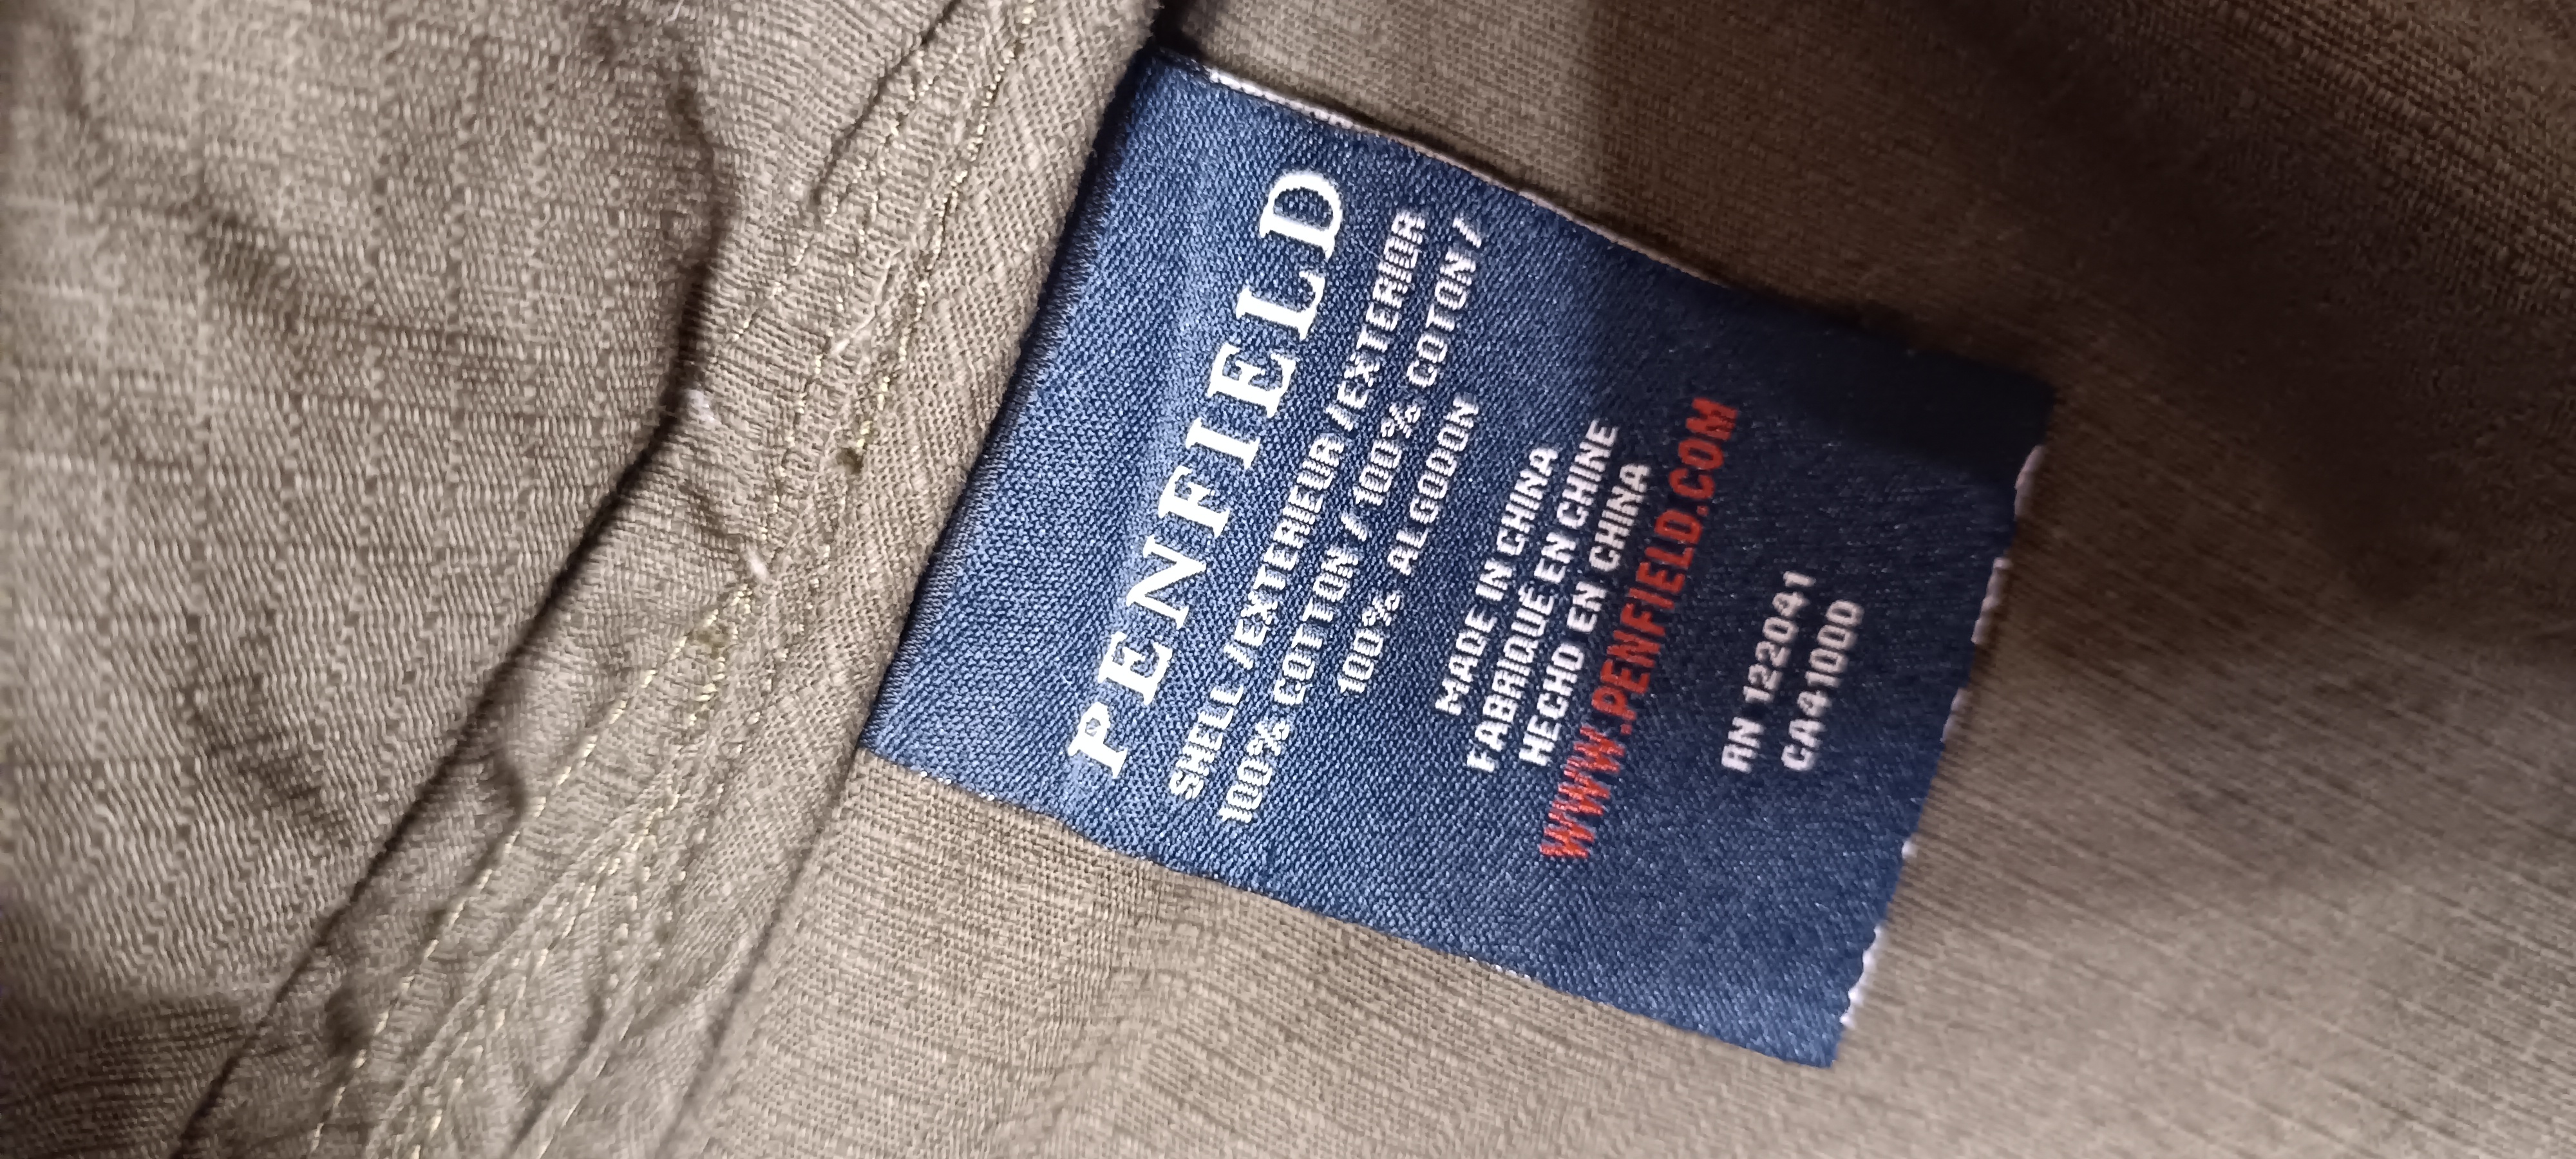 PENFIELD
SHELL/EXTERIEUR/EXTERIOR
100% COTTON/100% COTON/
100% ALGODON
MADE IN CHINA
FABRIQUÉ EN CHINE
HECHO EN CHINA
WWW.PENFIELD.COM
RN 122041
CA41000